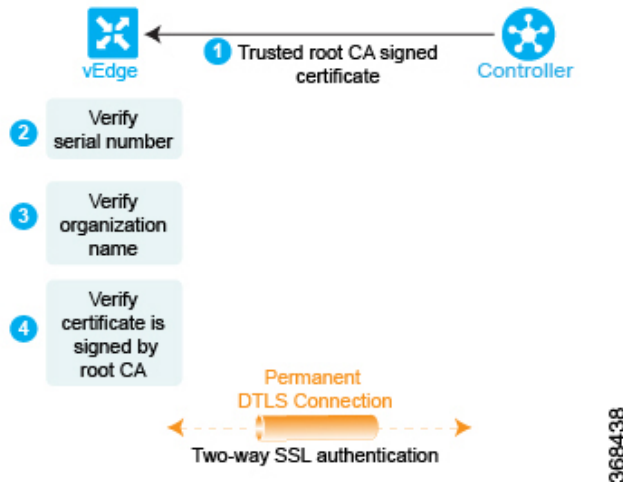 vEdge
1 Trusted root CA signed
certificate
Controller
2 Verify
serial number
3 Verify
organization
name
4 Verify
certificate is
signed by
root CA
Permanent
DTLS Connection
Two-way SSL authentication
368438